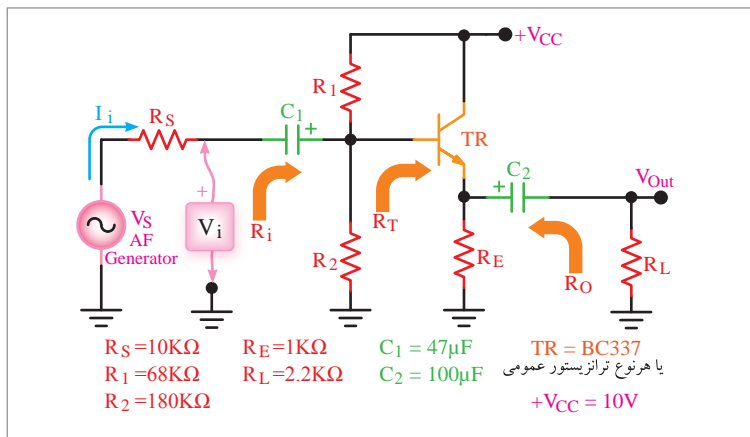 +VCC
R1
I i
RS
C1
+
TR
C2
+
VOut
+
VS
AF
Generator
Vi
Ri
RT
R2
RE
RO
RL
RS =10KΩ
RE =1KΩ
C1 = 47µF
TR = BC337
R1 =68KΩ
RL =2.2KΩ
C2 = 100µF
یا هرنوع ترانزیستور عمومی
R2 =180KΩ
+VCC = 10V